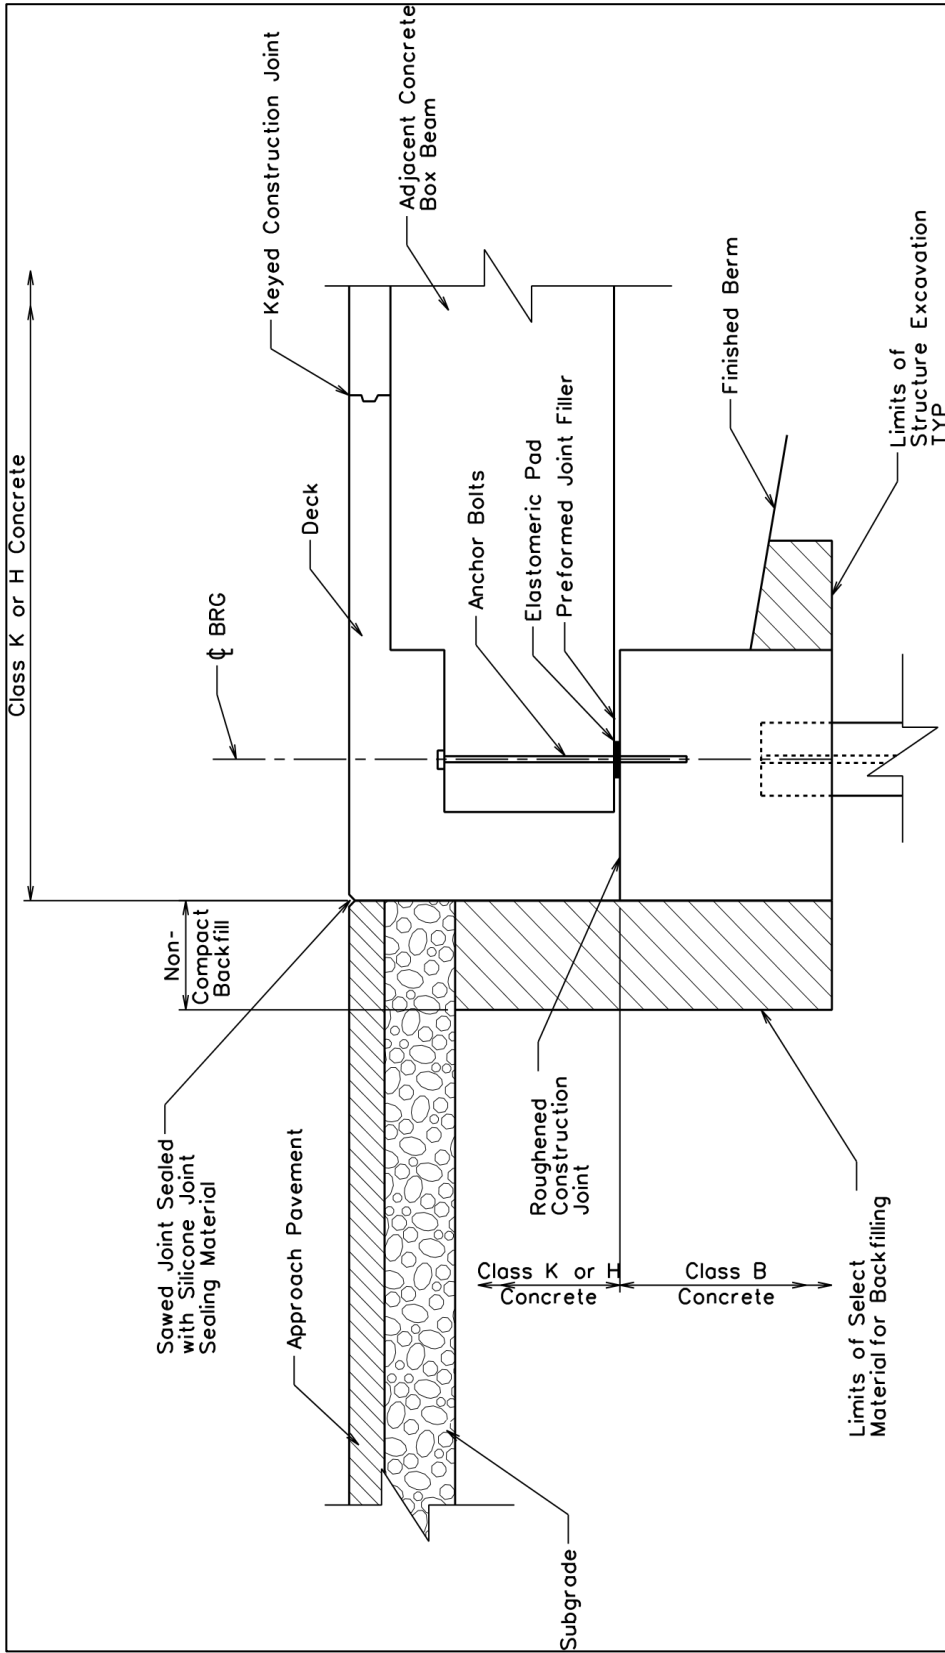 Class K or H Concrete
Keyed Construction Joint
℄ BRG
Deck
Adjacent Concrete
Box Beam
Non-
Compact
Backfill
Sawed Joint Sealed
with Silicone Joint
Sealing Material
Approach Pavement
Anchor Bolts
Elastomeric Pad
Preformed Joint Filler
Roughened
Construction
Joint
Subgrade
Class K or H
Concrete
Class B
Concrete
Finished Berm
Limits of Select
Material for Backfilling
Limits of
Structure Excavation
TYP